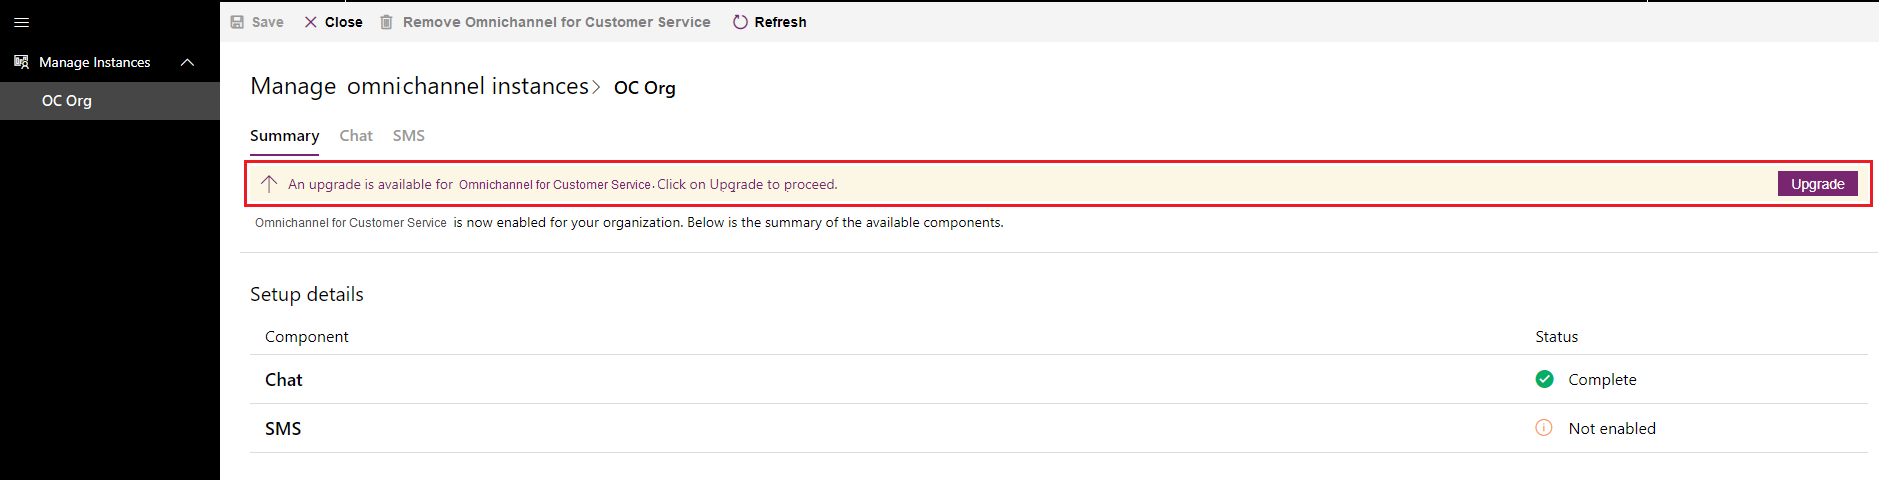 Save Close Remove Omnichannel for Customer Service Refresh
Manage Instances
OC Org
Manage omnichannel instances> OC Org
Summary Chat SMS
An upgrade is available for Omnichannel for Customer Service. Click on Upgrade to proceed. Upgrade
Omnichannel for Customer Service is now enabled for your organization. Below is the summary of the available components.
Setup details
Component Status
Chat Complete
SMS Not enabled